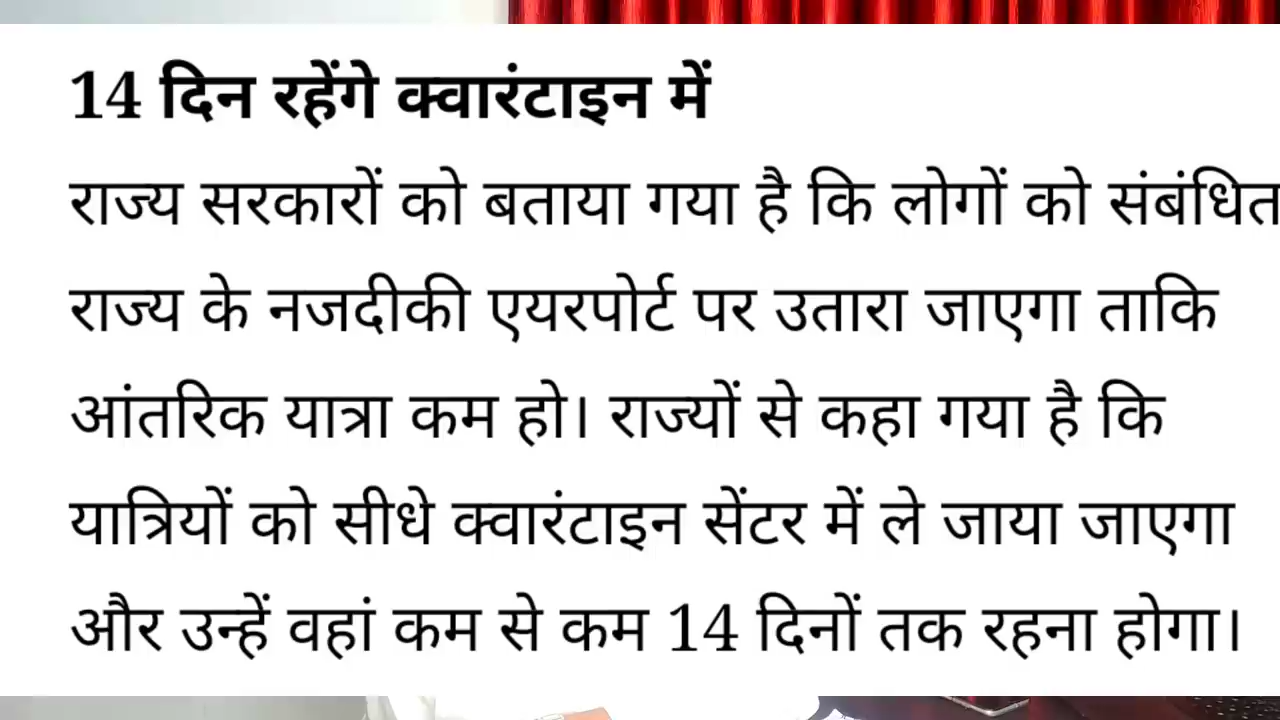 14 दिन रहेंगे क्वारंटाइन में
राज्य सरकारों को बताया गया है कि लोगों को संबंधित
राज्य के नजदीकी एयरपोर्ट पर उतारा जाएगा ताकि
आंतरिक यात्रा कम हो। राज्यों से कहा गया है कि
यात्रियों को सीधे क्वारंटाइन सेंटर में ले जाया जाएगा
और उन्हें वहां कम से कम 14 दिनों तक रहना होगा।